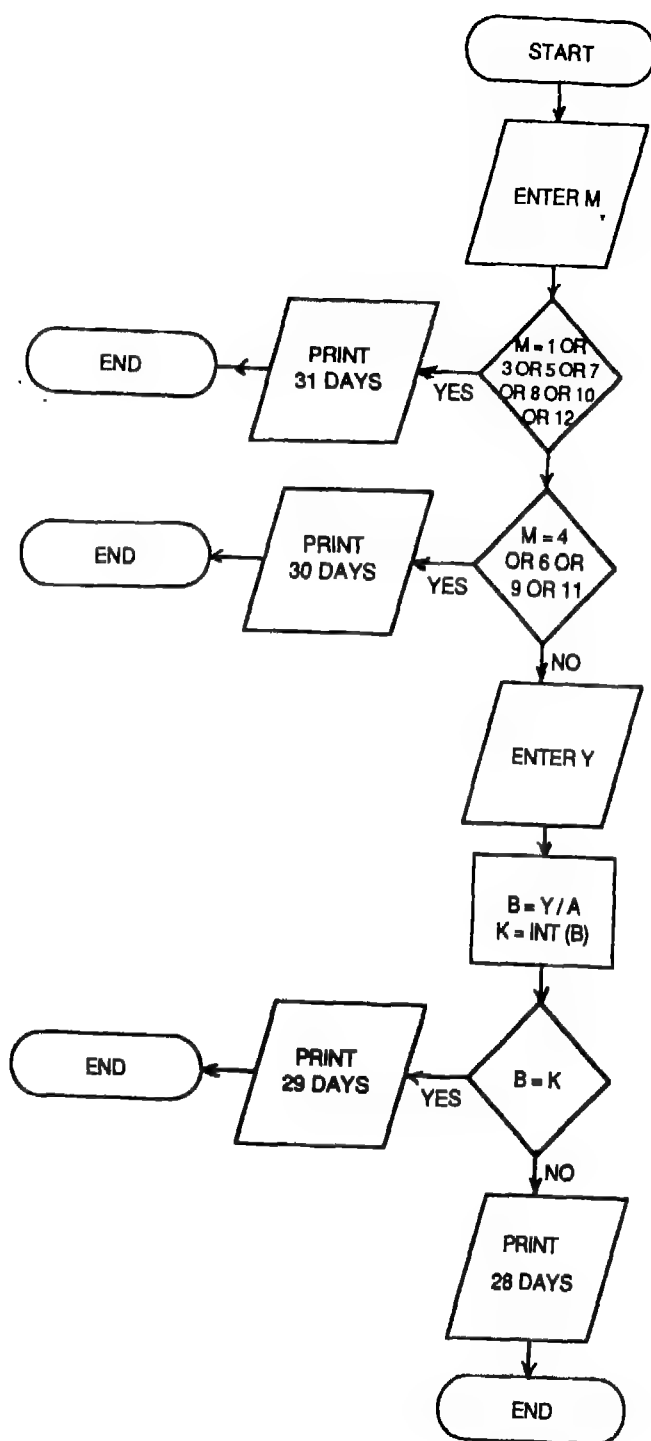 START
ENTER M
M = 1 OR
3 OR 5 OR 7
OR 8 OR 10
OR 12
YES
PRINT
31 DAYS
END
M = 4
OR 6 OR
9 OR 11
YES
PRINT
30 DAYS
END
NO
ENTER Y
B = Y / A
K = INT (B)
B = K
YES
PRINT
29 DAYS
END
NO
PRINT
28 DAYS
END